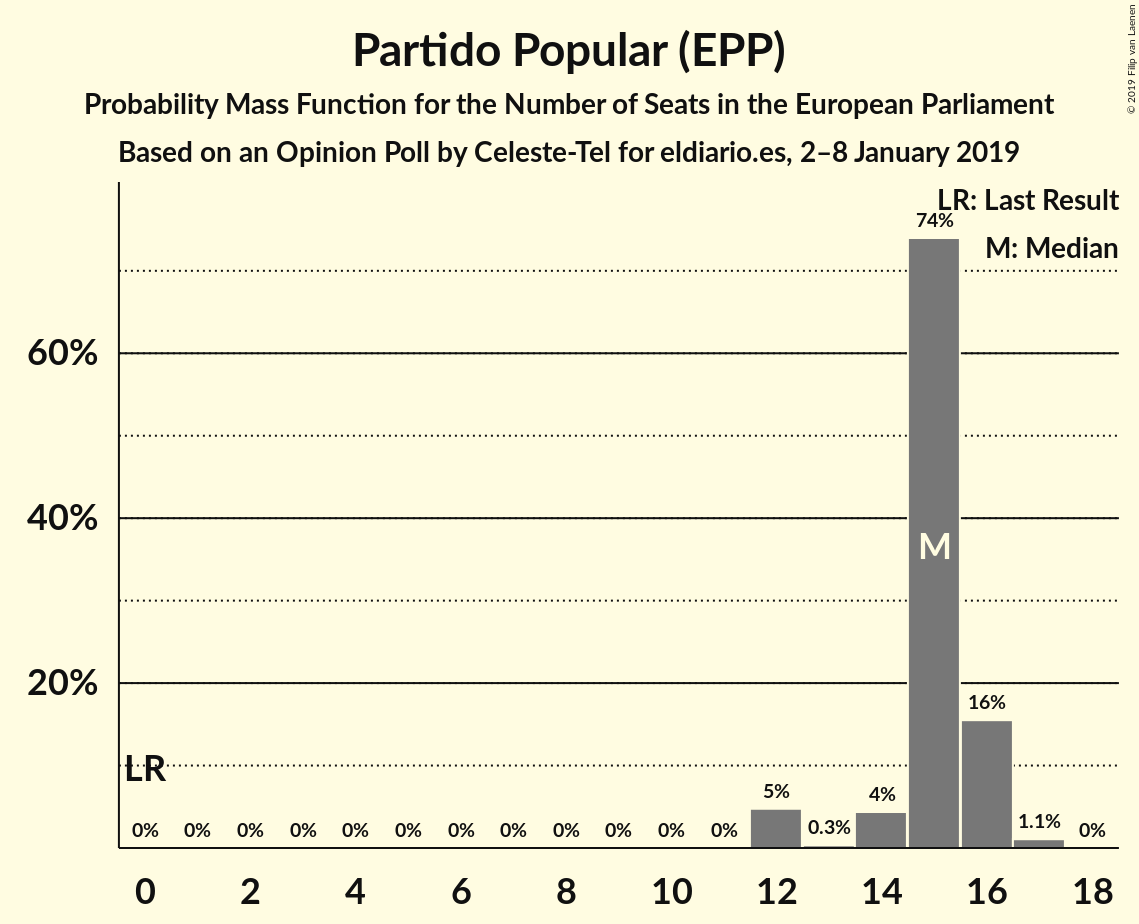 Partido Popular (EPP)
Probability Mass Function for the Number of Seats in the European Parliament
Based on an Opinion Poll by Celeste-Tel for eldiario.es, 2–8 January 2019
© 2019 Filip van Laenen
LR: Last Result
M: Median
74%
60%
40%
M
20%
16%
LR
5%
4%
0% 0% 0% 0% 0% 0% 0% 0% 0% 0% 0% 0% 0.3% 1.1% 0%
0 2 4 6 8 10 12 14 16 18